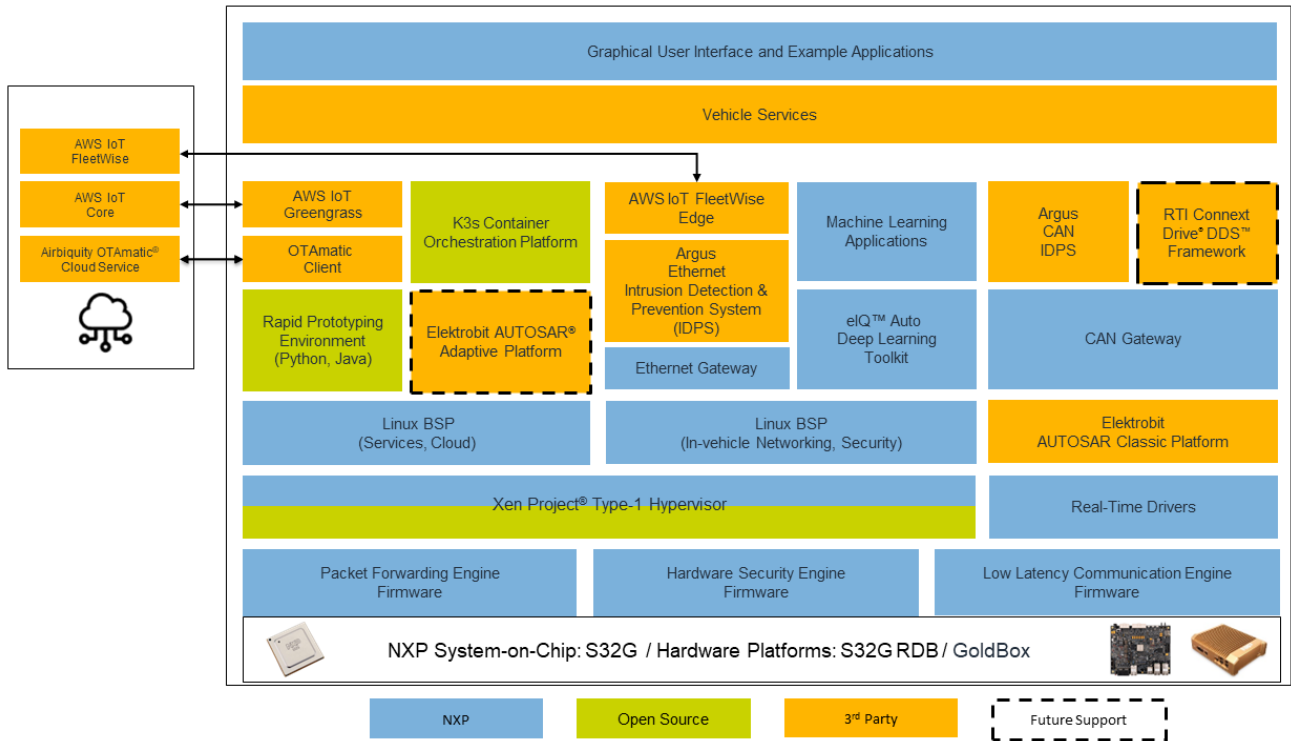 Graphical User Interface and Example Applications
Vehicle Services
AWS IoT
FleetWise
AWS IoT
Core
Airbiquity OTAmatic®
Cloud Service
AWS IoT
Greengrass
OTAmatic
Client
Rapid Prototyping
Environment
(Python, Java)
K3s Container
Orchestration Platform
Elektrobit AUTOSAR®
Adaptive Platform
AWS IoT FleetWise
Edge
Argus
Ethernet
Intrusion Detection &
Prevention System
(IDPS)
Ethernet Gateway
Machine Learning
Applications
eIQ™ Auto
Deep Learning
Toolkit
Argus
CAN
IDPS
RTI Connext
Drive® DDS™
Framework
CAN Gateway
Linux BSP
(Services, Cloud)
Linux BSP
(In-vehicle Networking, Security)
Elektrobit
AUTOSAR Classic Platform
Xen Project® Type-1 Hypervisor
Real-Time Drivers
Packet Forwarding Engine
Firmware
Hardware Security Engine
Firmware
Low Latency Communication Engine
Firmware
NXP System-on-Chip: S32G / Hardware Platforms: S32G RDB / GoldBox
NXP
Open Source
3rd Party
Future Support